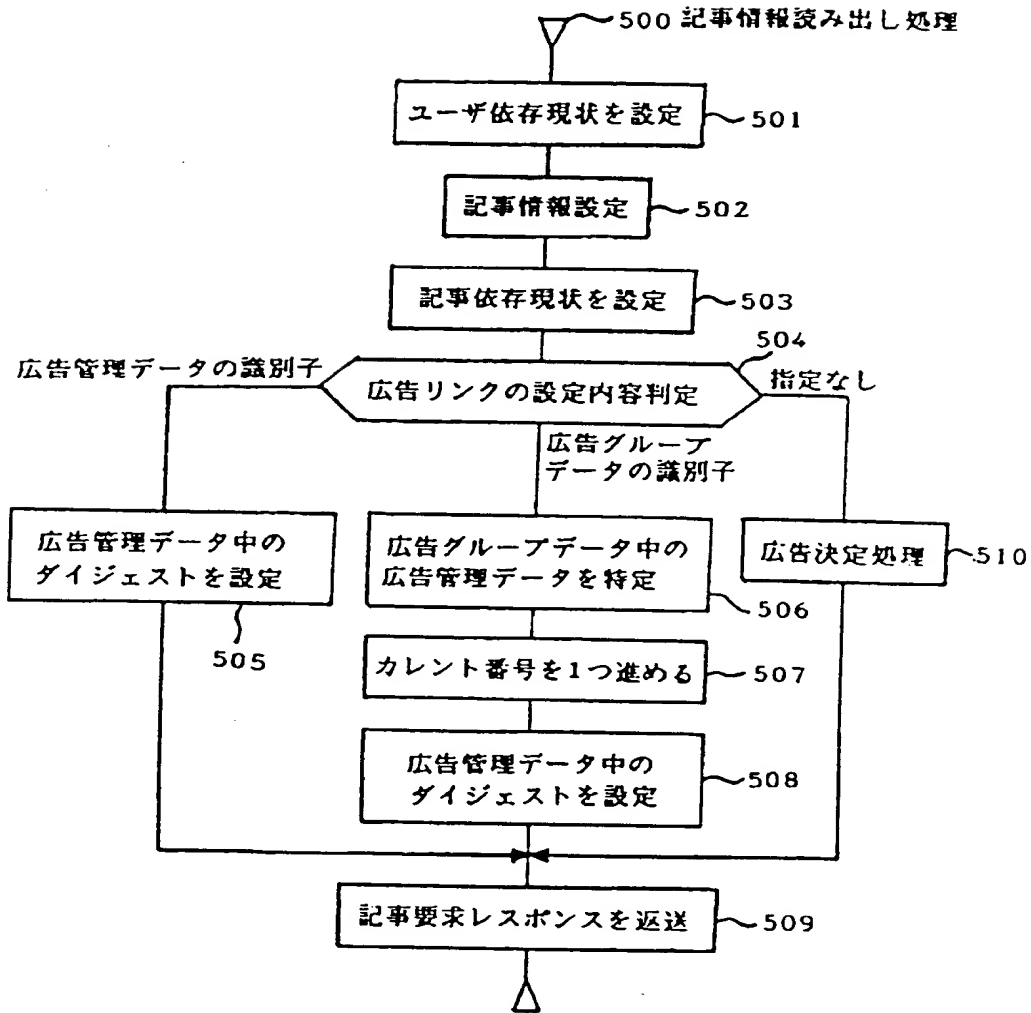 500 記事情報読み出し処理
ユーザ依存現状を設定
501
記事情報設定
502
記事依存現状を設定
503
504
広告管理データの識別子
広告リンクの設定内容判定
指定なし
広告グループ
データの識別子
広告管理データ中の
ダイジェストを設定
505
広告グループデータ中の
広告管理データを特定
506
広告決定処理
510
カレント番号を1つ進める
507
広告管理データ中の
ダイジェストを設定
508
記事要求レスポンスを返送
509